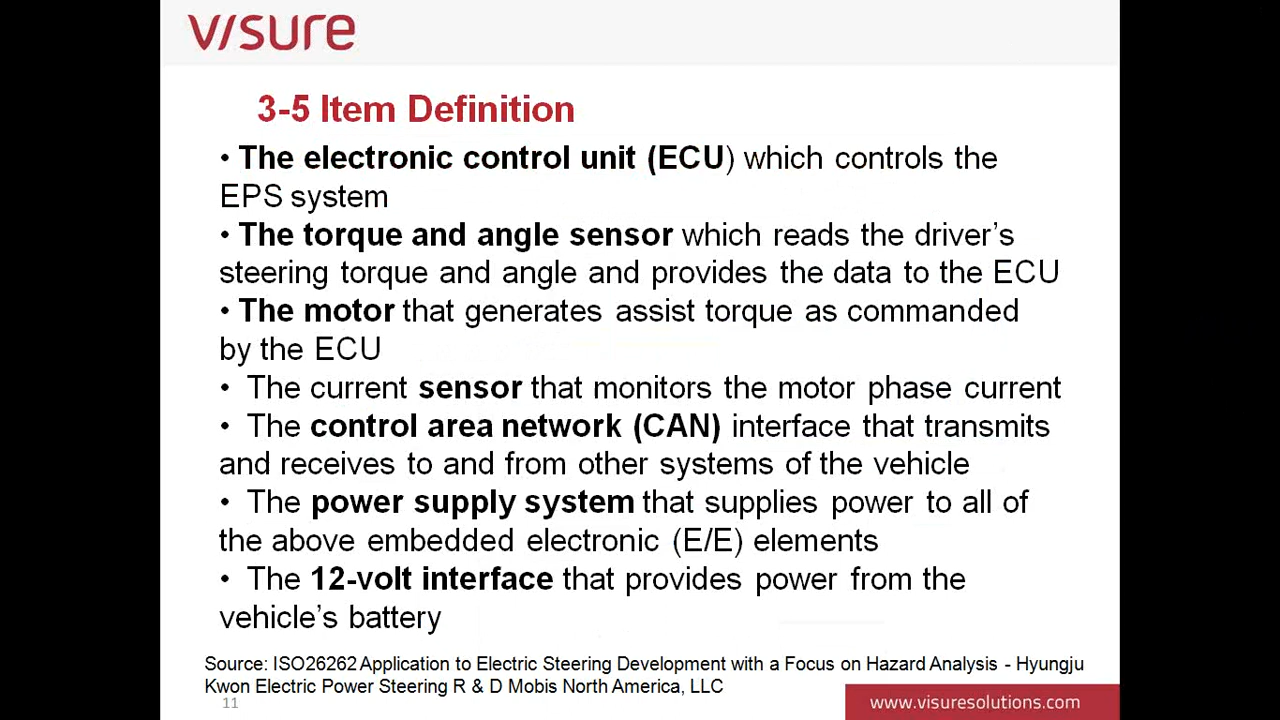 visure
3-5 Item Definition
• The electronic control unit (ECU) which controls the
EPS system
• The torque and angle sensor which reads the driver's
steering torque and angle and provides the data to the ECU
• The motor that generates assist torque as commanded
by the ECU
• The current sensor that monitors the motor phase current
• The control area network (CAN) interface that transmits
and receives to and from other systems of the vehicle
• The power supply system that supplies power to all of
the above embedded electronic (E/E) elements
• The 12-volt interface that provides power from the
vehicle's battery
Source: ISO26262 Application to Electric Steering Development with a Focus on Hazard Analysis - Hyungju
Kwon Electric Power Steering R & D Mobis North America, LLC
11
www.visuresolutions.com